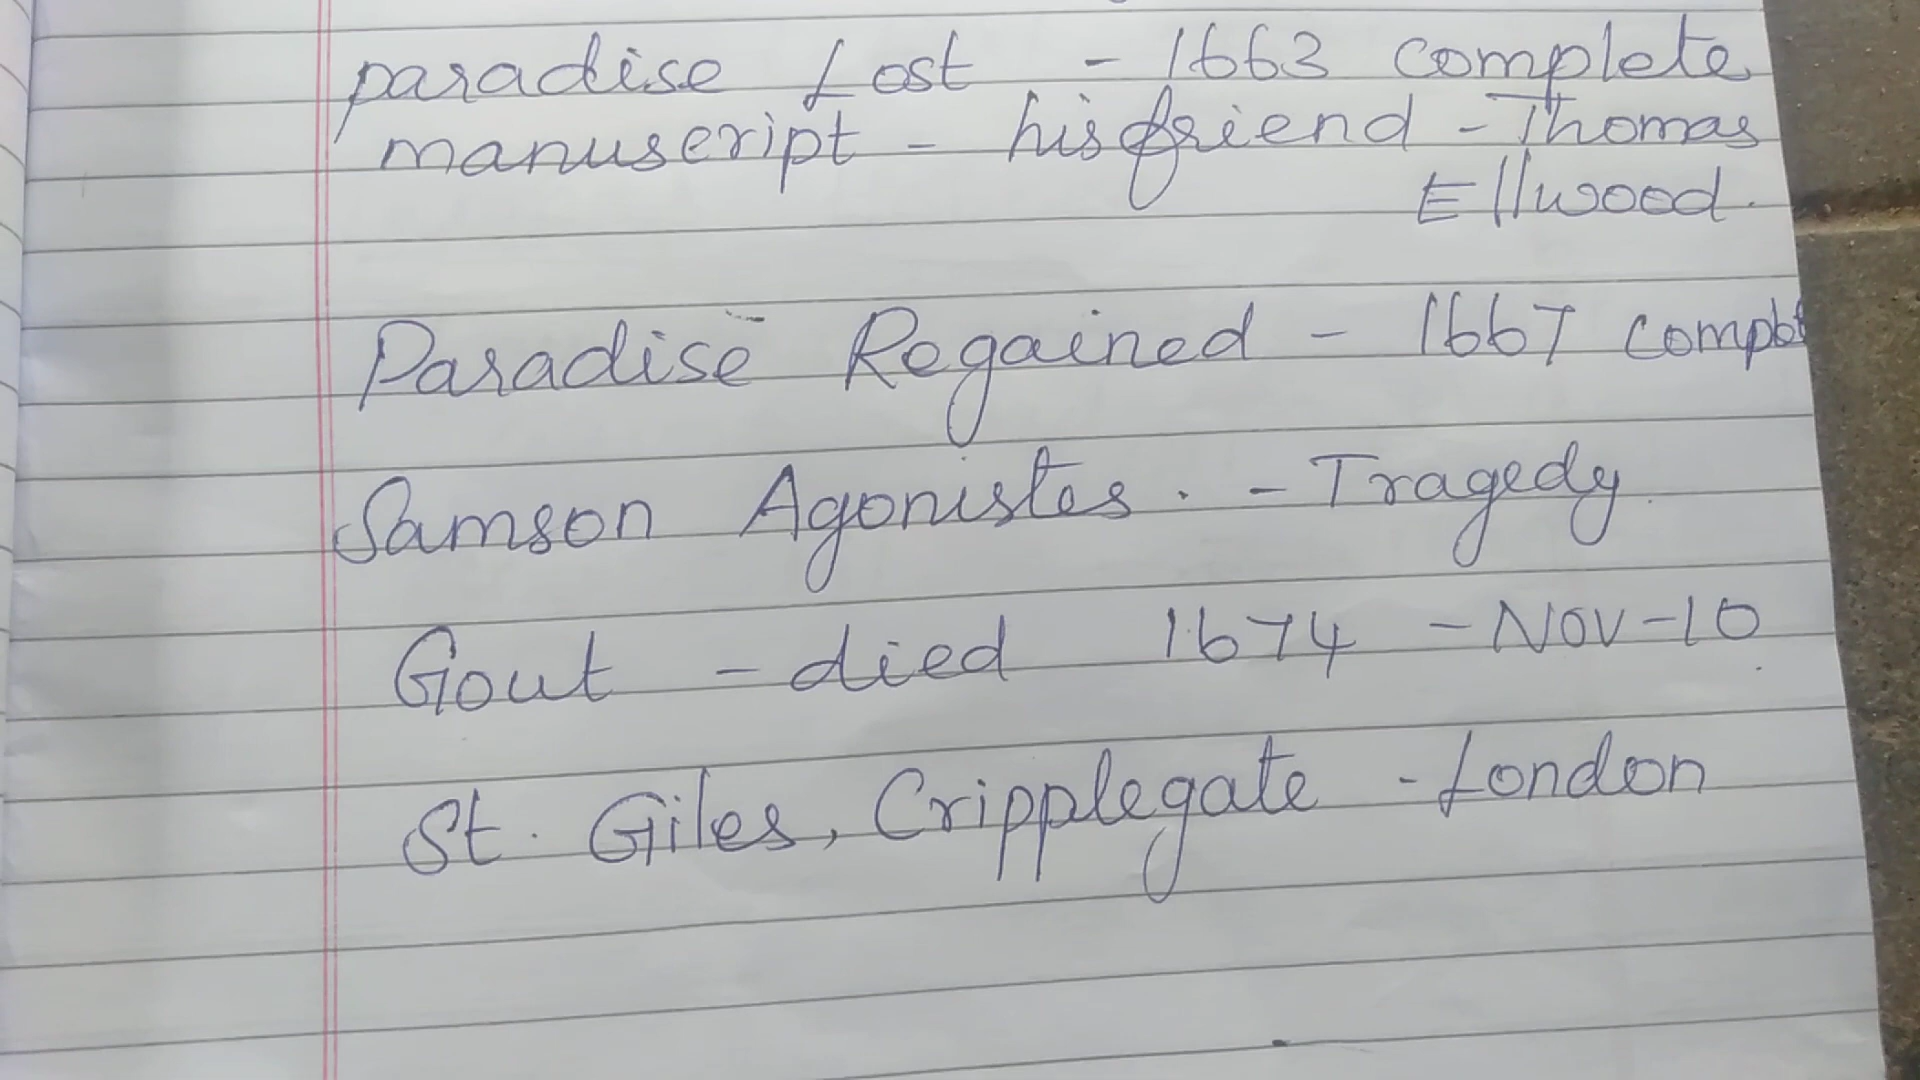 paradise Lost - 1663 complete
manuscript - his friend - Thomas
Ellwood.
Paradise Regained - 1667 complet
Samson Agonistes. - Tragedy
Gout - died 1674 - Nov-10
St. Giles, Cripplegate - London